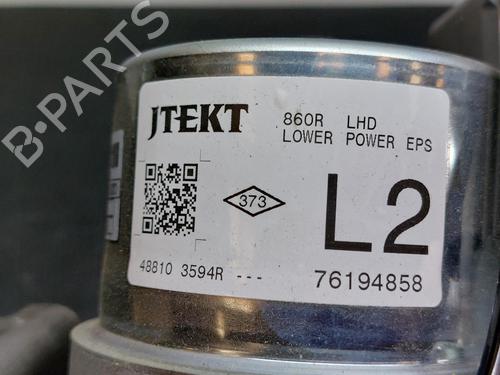 JTEKT
860R LHD
LOWER POWER EPS
373
L2
48810 3594R ---
76194858
B-PARTS